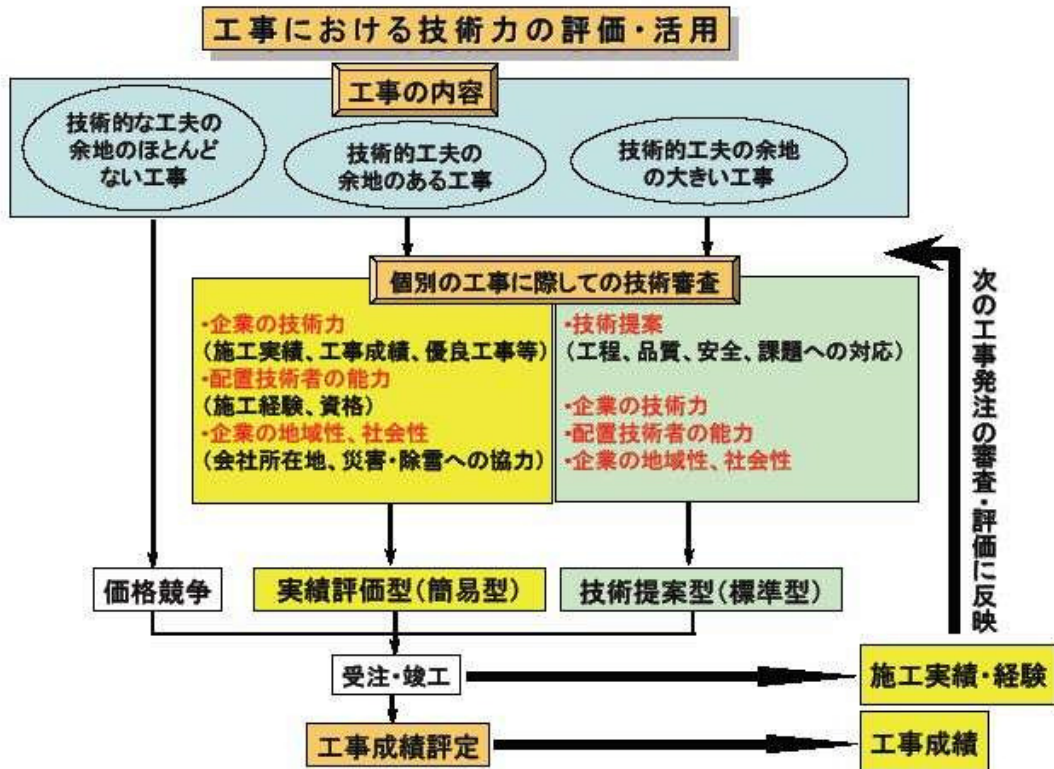 工事における技術力の評価・活用
工事の内容
技術的な工夫の
余地のほとんど
ない工事
技術的工夫の
余地のある工事
技術的工夫の余地
の大きい工事
個別の工事に際しての技術審査
・企業の技術力
(施工実績、工事成績、優良工事等)
・配置技術者の能力
(施工経験、資格)
・企業の地域性、社会性
(会社所在地、災害・除雪への協力)
・技術提案
(工程、品質、安全、課題への対応)
・企業の技術力
・配置技術者の能力
・企業の地域性、社会性
次の工事発注の審査・評価に反映
価格競争
実績評価型(簡易型)
技術提案型(標準型)
受注・竣工
施工実績・経験
工事成績評定
工事成績